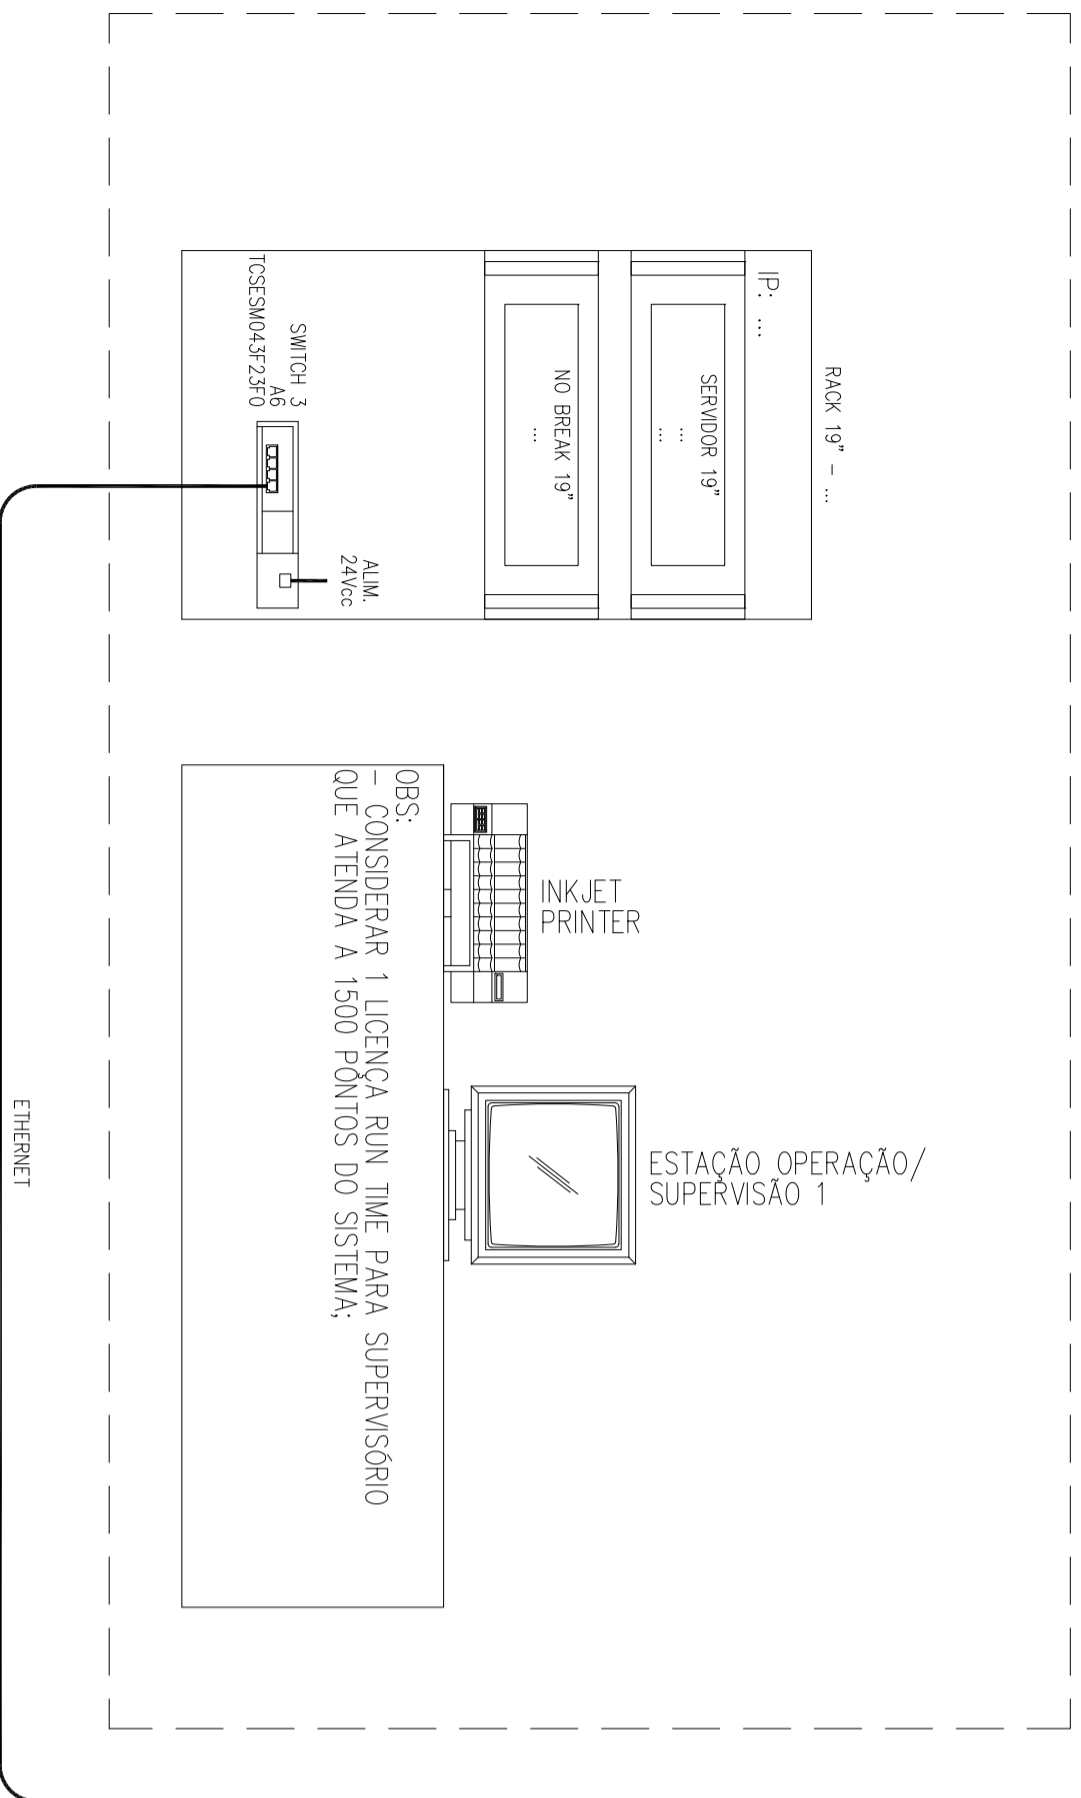 RACK 19" - ...
IP: ...
SERVIDOR 19"
...
...
NO BREAK 19"
...
SWITCH 3
A6
TCSESM043F23F0
ALIM.
24Vcc
INKJET
PRINTER
ESTAÇÃO OPERAÇÃO/
SUPERVISÃO 1
OBS:
- CONSIDERAR 1 LICENÇA RUN TIME PARA SUPERVISÓRIO
QUE ATENDA A 1500 PONTOS DO SISTEMA;
ETHERNET